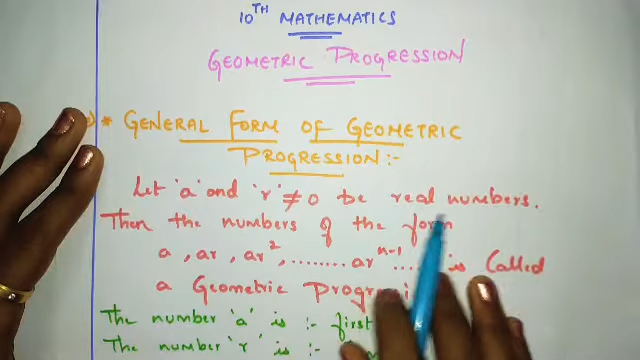 10TH MATHEMATICS
GEOMETRIC PROGRESSION
* GENERAL FORM OF GEOMETRIC
PROGRESSION :-
Let 'a' and 'r' ≠ 0 be real numbers.
Then the numbers of the form
a, ar, ar², ........ arⁿ⁻¹ .... is Called
a Geometric
The number 'a' is :- first
The number 'r' is :-